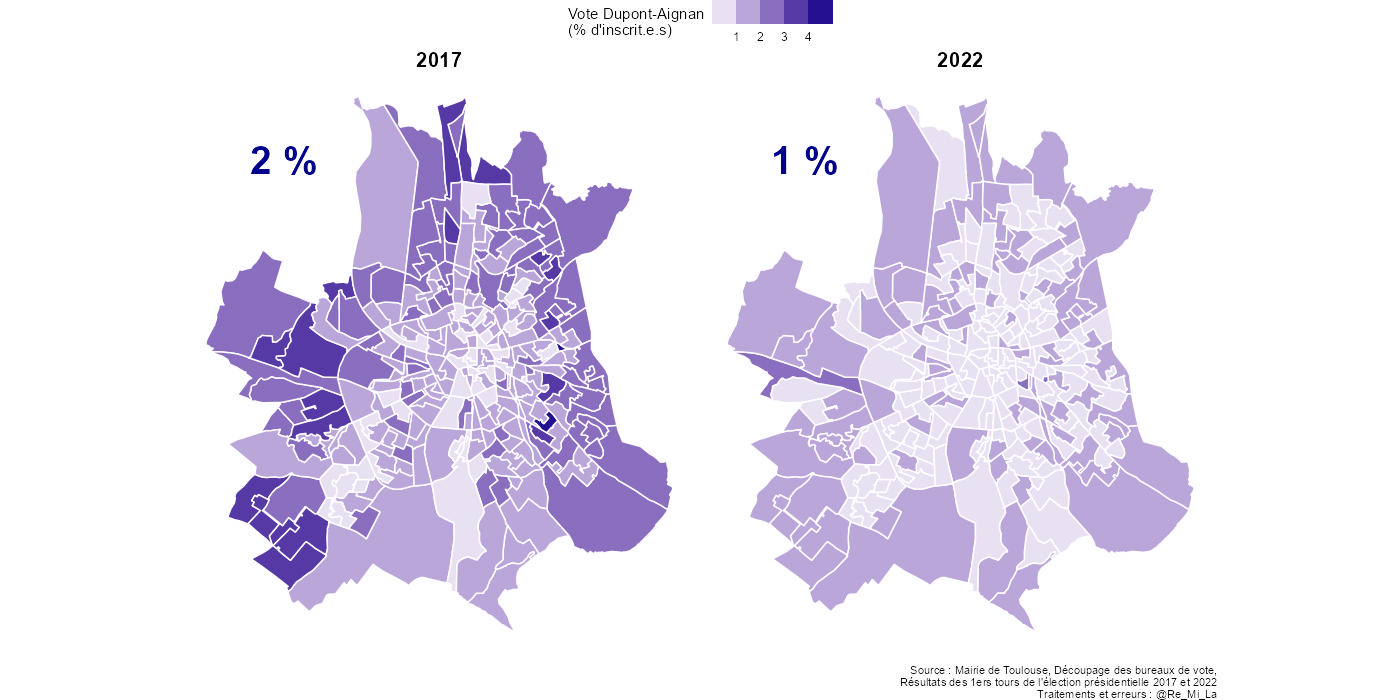 Vote Dupont-Aignan
(% d'inscrit.e.s)
1 2 3 4
2017
2022
2 %
1 %
Source : Mairie de Toulouse, Découpage des bureaux de vote,
Résultats des 1ers tours de l'élection présidentielle 2017 et 2022
Traitements et erreurs : @Re_Mi_La